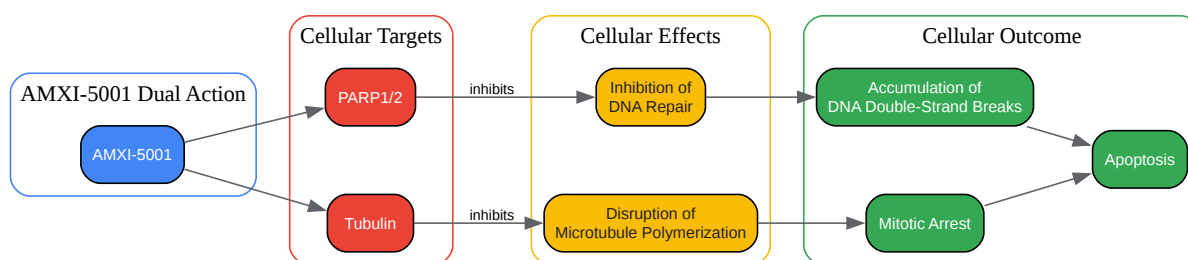 Cellular Targets
Cellular Effects
Cellular Outcome
AMXI-5001 Dual Action
AMXI-5001
PARP1/2
inhibits
Inhibition of
DNA Repair
Accumulation of
DNA Double-Strand Breaks
Apoptosis
Tubulin
inhibits
Disruption of
Microtubule Polymerization
Mitotic Arrest